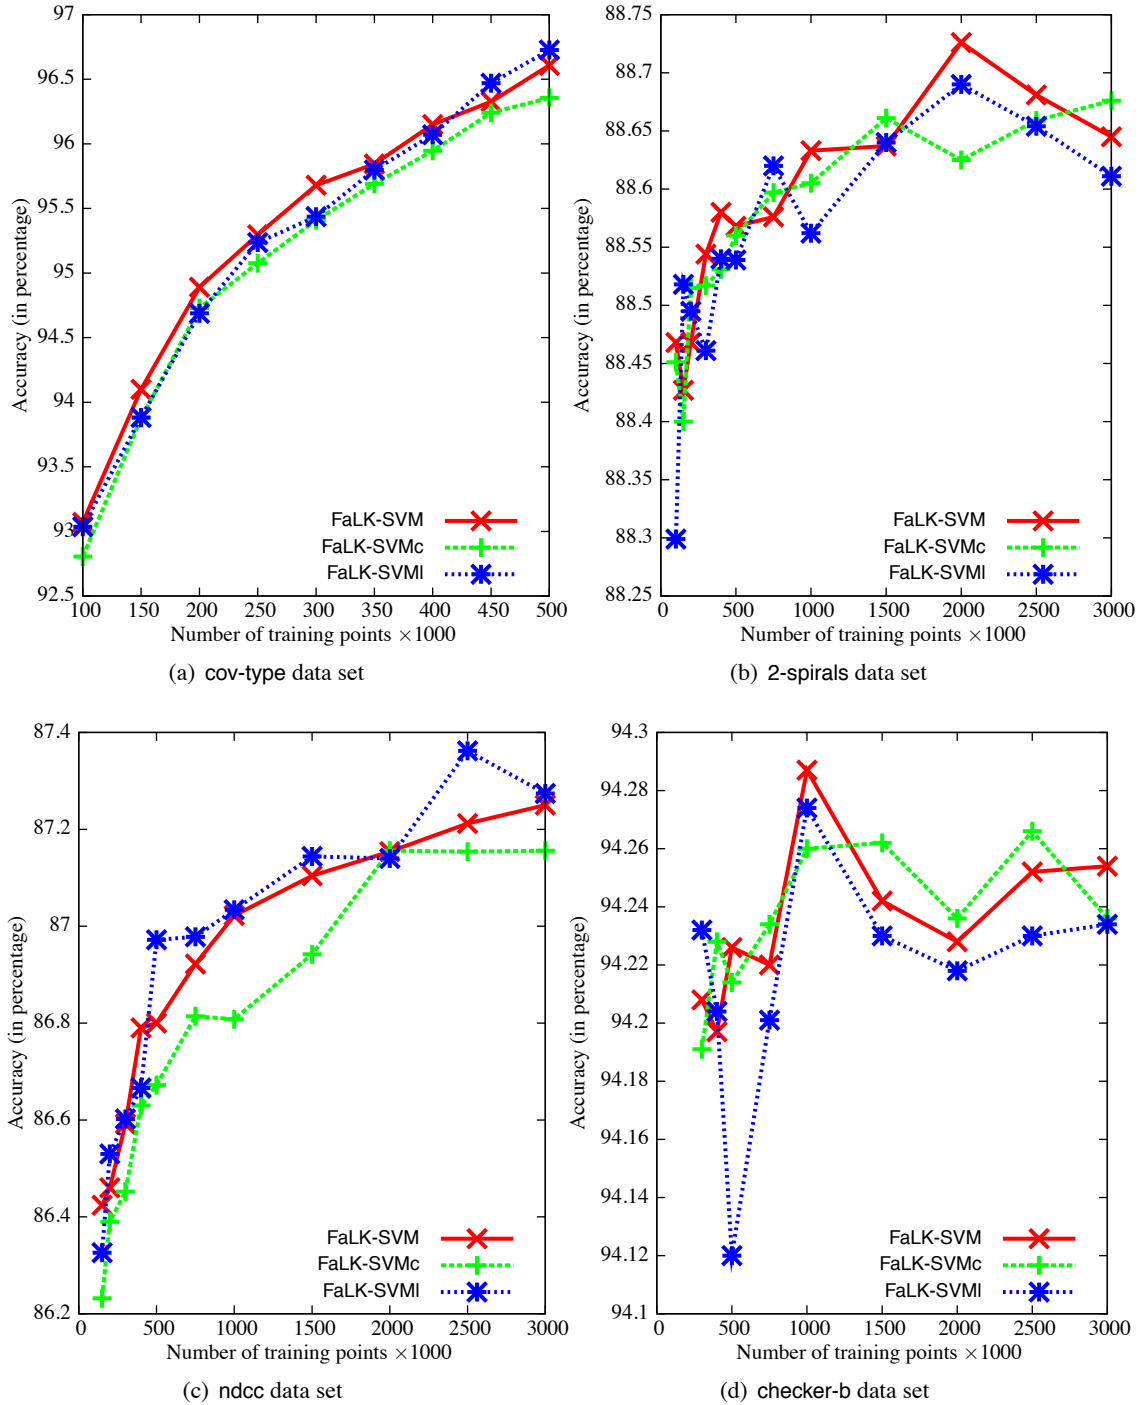 97
96.5
96
95.5
95
94.5
94
93.5
93
92.5
Accuracy (in percentage)
FaLK-SVM
FaLK-SVMc
FaLK-SVMl
100 150 200 250 300 350 400 450 500
Number of training points ×1000
(a) cov-type data set
88.75
88.7
88.65
88.6
88.55
88.5
88.45
88.4
88.35
88.3
88.25
Accuracy (in percentage)
FaLK-SVM
FaLK-SVMc
FaLK-SVMl
0 500 1000 1500 2000 2500 3000
Number of training points ×1000
(b) 2-spirals data set
87.4
87.2
87
86.8
86.6
86.4
86.2
Accuracy (in percentage)
FaLK-SVM
FaLK-SVMc
FaLK-SVMl
0 500 1000 1500 2000 2500 3000
Number of training points ×1000
(c) ndcc data set
94.3
94.28
94.26
94.24
94.22
94.2
94.18
94.16
94.14
94.12
94.1
Accuracy (in percentage)
FaLK-SVM
FaLK-SVMc
FaLK-SVMl
0 500 1000 1500 2000 2500 3000
Number of training points ×1000
(d) checker-b data set